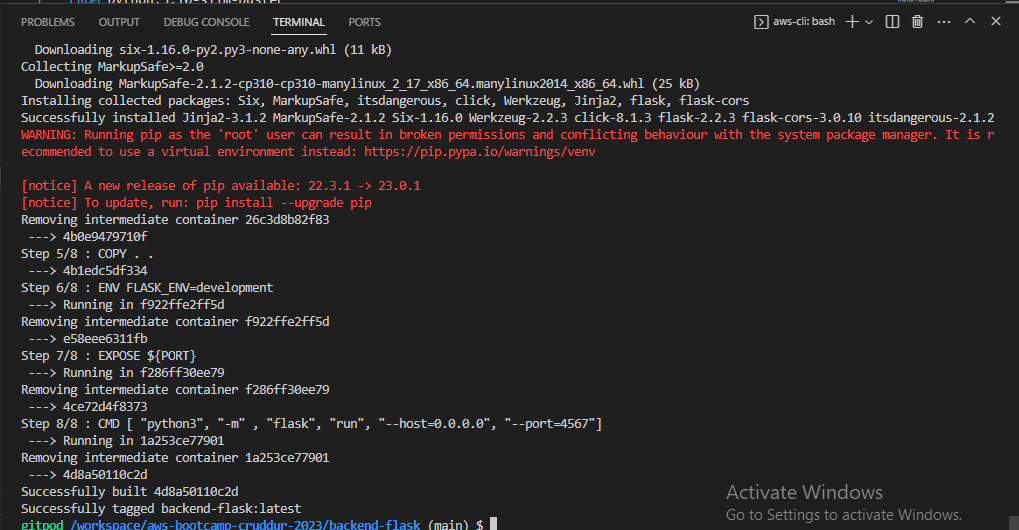 FROM python:3.10-slim-buster
PROBLEMS OUTPUT DEBUG CONSOLE TERMINAL PORTS aws-cli: bash
Downloading six-1.16.0-py2.py3-none-any.whl (11 kB)
Collecting MarkupSafe>=2.0
Downloading MarkupSafe-2.1.2-cp310-cp310-manylinux_2_17_x86_64.manylinux2014_x86_64.whl (25 kB)
Installing collected packages: Six, MarkupSafe, itsdangerous, click, Werkzeug, Jinja2, flask, flask-cors
Successfully installed Jinja2-3.1.2 MarkupSafe-2.1.2 Six-1.16.0 Werkzeug-2.2.3 click-8.1.3 flask-2.2.3 flask-cors-3.0.10 itsdangerous-2.1.2
WARNING: Running pip as the 'root' user can result in broken permissions and conflicting behaviour with the system package manager. It is r
ecommended to use a virtual environment instead: https://pip.pypa.io/warnings/venv
[notice] A new release of pip available: 22.3.1 -> 23.0.1
[notice] To update, run: pip install --upgrade pip
Removing intermediate container 26c3d8b82f83
---> 4b0e9479710f
Step 5/8 : COPY . .
---> 4b1edc5df334
Step 6/8 : ENV FLASK_ENV=development
---> Running in f922ffe2ff5d
Removing intermediate container f922ffe2ff5d
---> e58eee6311fb
Step 7/8 : EXPOSE ${PORT}
---> Running in f286ff30ee79
Removing intermediate container f286ff30ee79
---> 4ce72d4f8373
Step 8/8 : CMD [ "python3", "-m" , "flask", "run", "--host=0.0.0.0", "--port=4567"]
---> Running in 1a253ce77901
Removing intermediate container 1a253ce77901
---> 4d8a50110c2d
Successfully built 4d8a50110c2d
Successfully tagged backend-flask:latest
gitpod /workspace/aws-bootcamp-cruddur-2023/backend-flask (main) $
Activate Windows
Go to Settings to activate Windows.